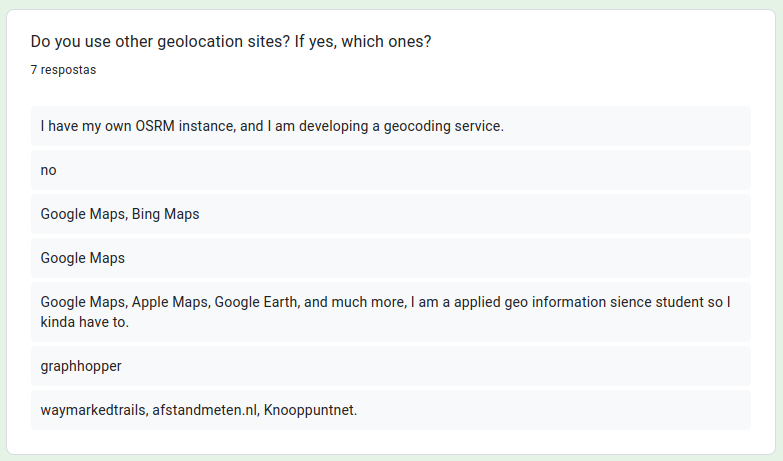 Do you use other geolocation sites? If yes, which ones?
7 respostas
I have my own OSRM instance, and I am developing a geocoding service.
no
Google Maps, Bing Maps
Google Maps
Google Maps, Apple Maps, Google Earth, and much more, I am a applied geo information sience student so I
kinda have to.
graphhopper
waymarkedtrails, afstandmeten.nl, Knooppuntnet.